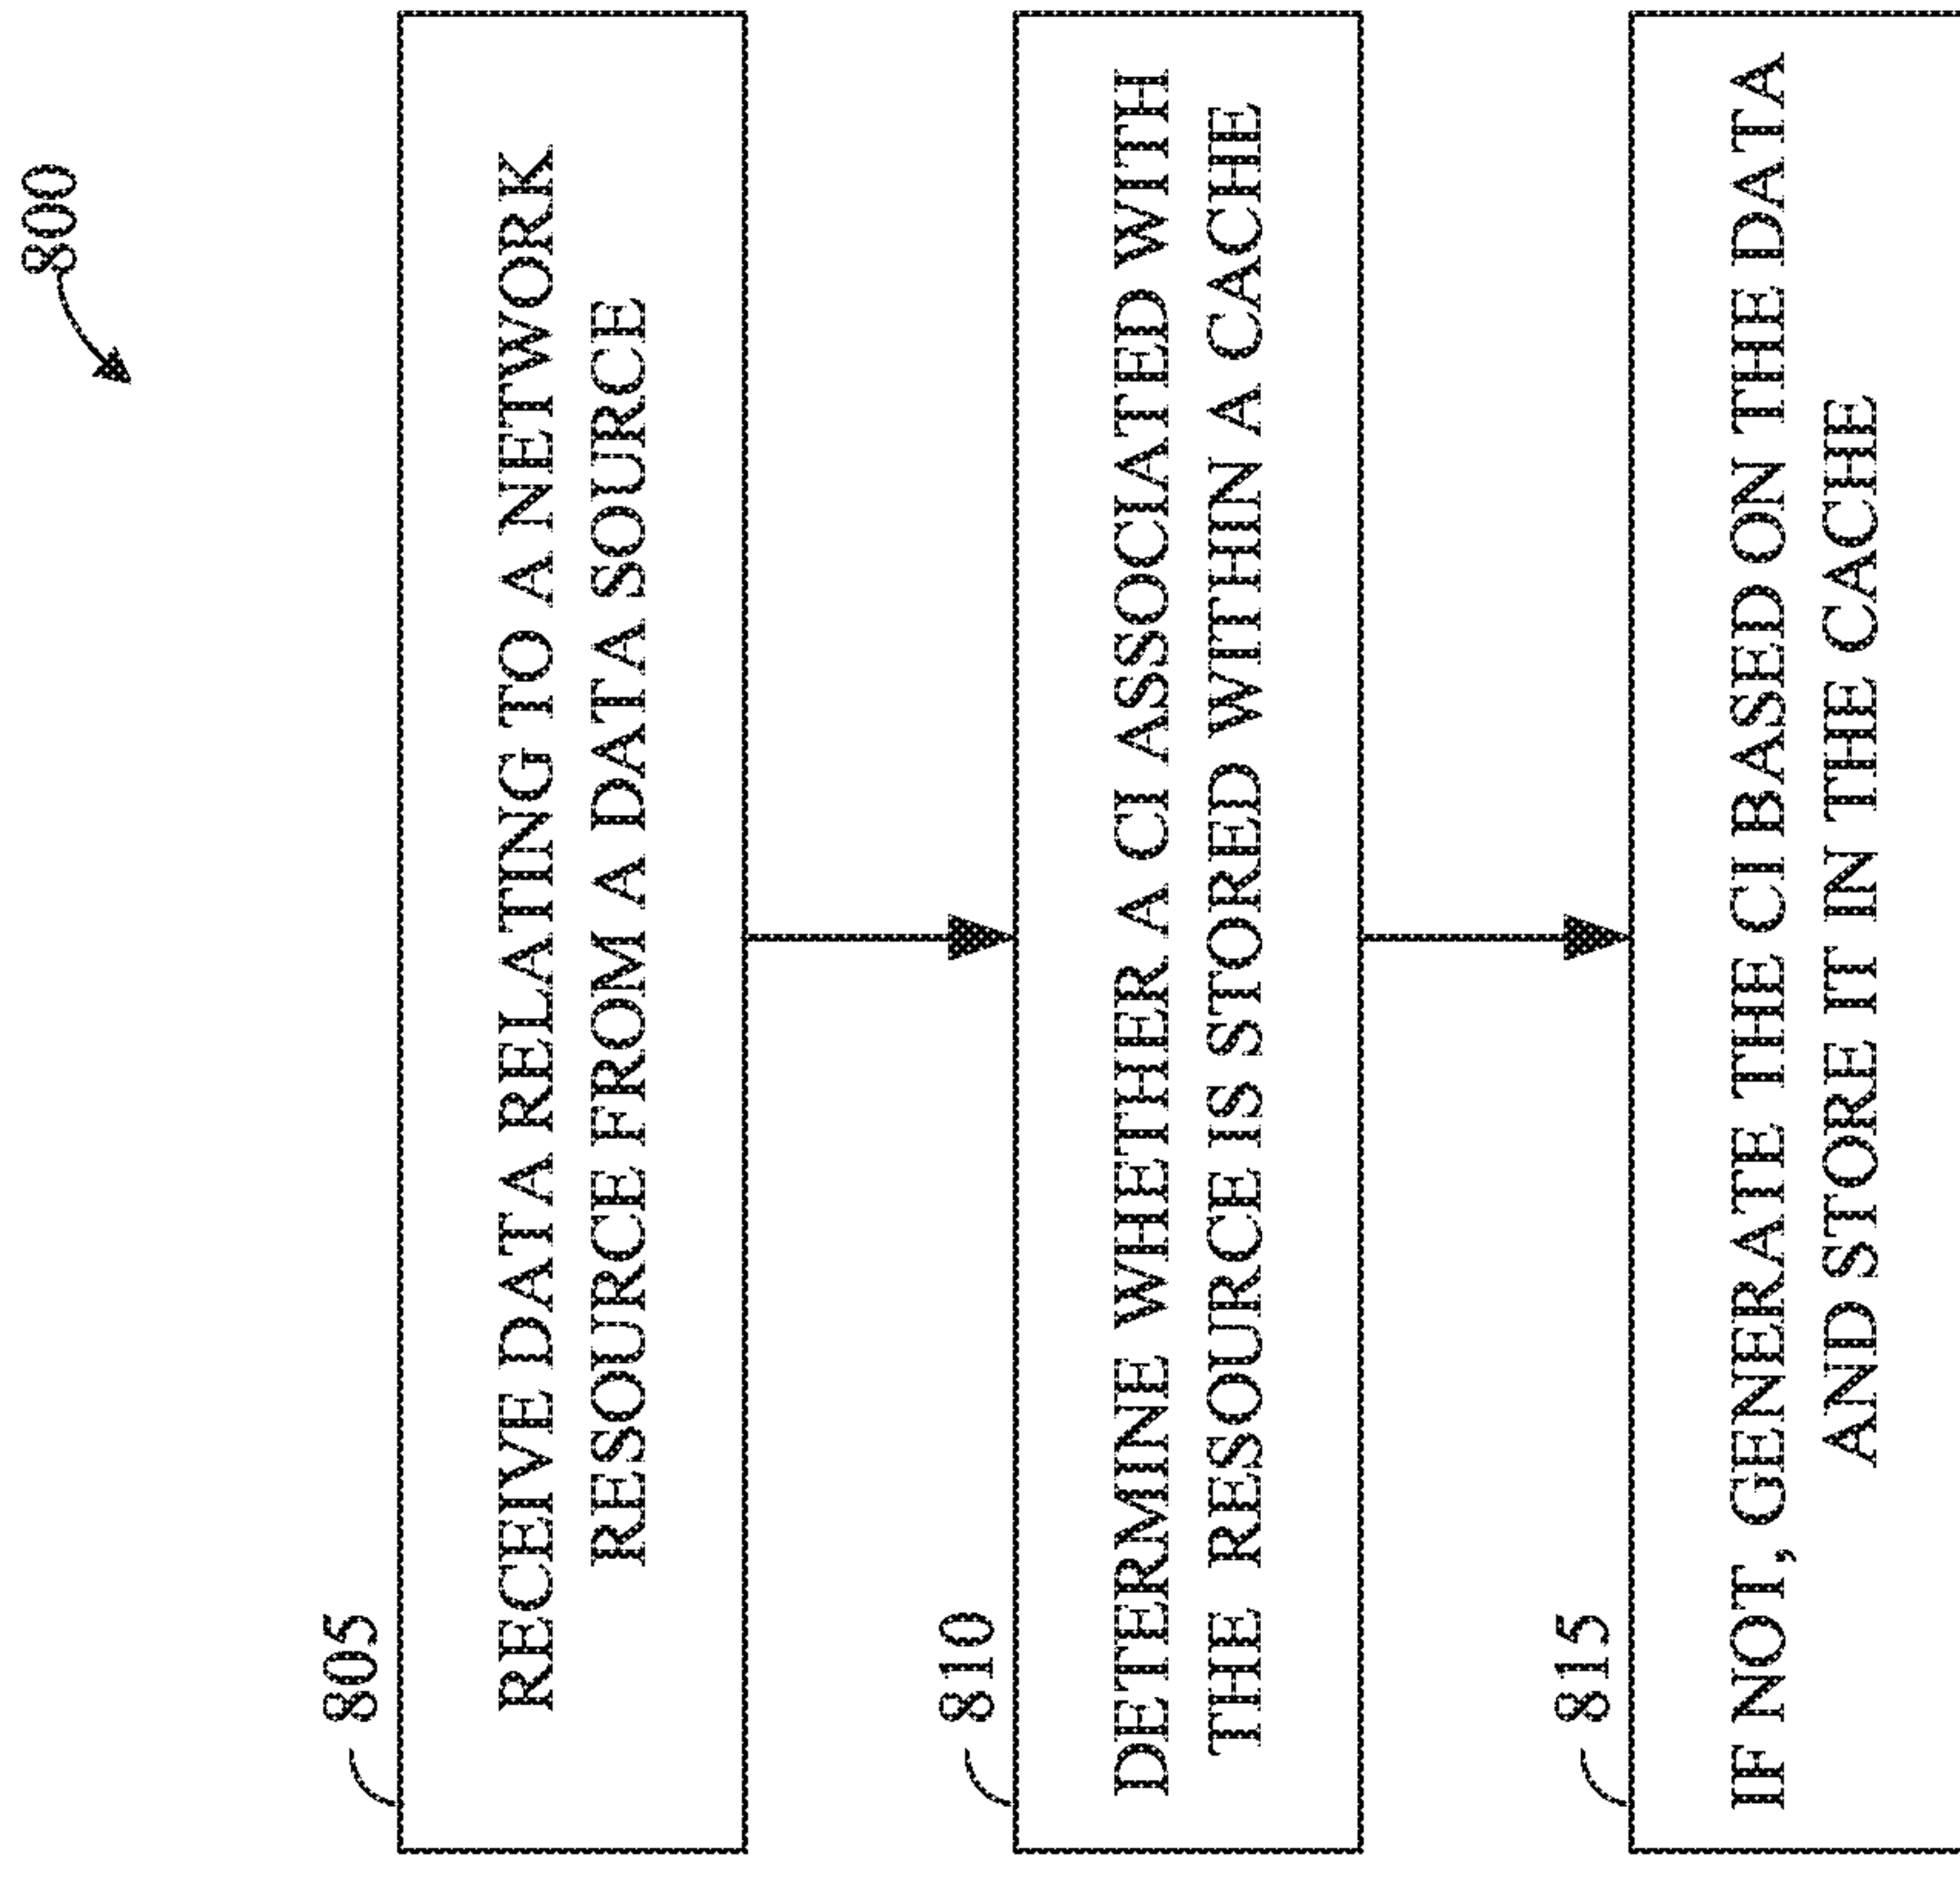 800
805
RECEIVE DATA RELATING TO A NETWORK
RESOURCE FROM A DATA SOURCE
810
DETERMINE WHETHER A CI ASSOCIATED WITH
THE RESOURCE IS STORED WITHIN A CACHE
815
IF NOT, GENERATE THE CI BASED ON THE DATA
AND STORE IT IN THE CACHE